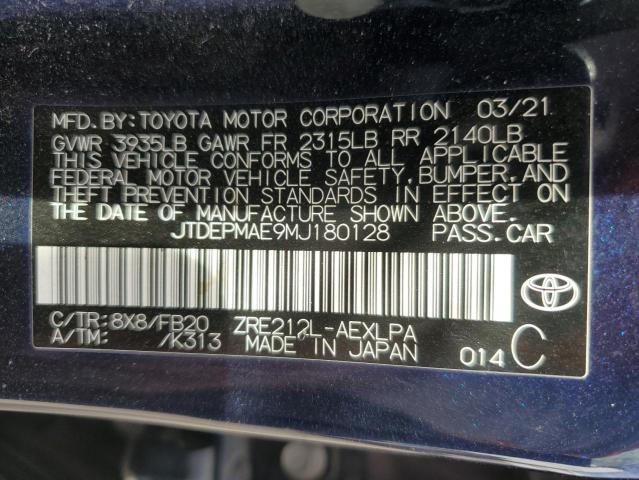 MFD. BY: TOYOTA MOTOR CORPORATION 03/21
GVWR 3935LB GAWR FR 2315LB RR 2140LB
THIS VEHICLE CONFORMS TO ALL APPLICABLE
FEDERAL MOTOR VEHICLE SAFETY, BUMPER, AND
THEFT PREVENTION STANDARDS IN EFFECT ON
THE DATE OF MANUFACTURE SHOWN ABOVE.
JTDEPMAE9MJ180128 PASS.CAR
C/TR: 8X8/FB20 ZRE212L-AEXLPA
A/TM: /K313 MADE IN JAPAN 014 C